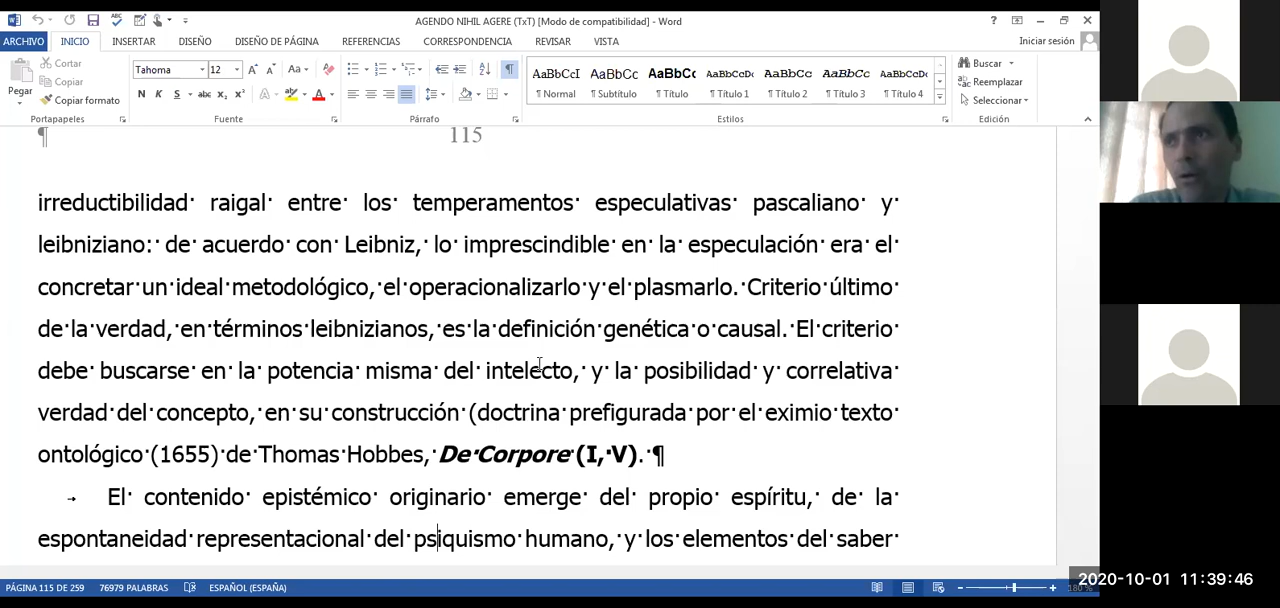 AGENDO NIHIL AGERE (TxT) [Modo de compatibilidad] - Word
ARCHIVO INICIO INSERTAR DISEÑO DISEÑO DE PÁGINA REFERENCIAS CORRESPONDENCIA REVISAR VISTA Iniciar sesión
Pegar
Cortar
Copiar
Copiar formato
Portapapeles
Tahoma 12
Fuente
Párrafo
AaBbCcI AaBbCc AaBbCc AaBbCcDc AaBbCc AaBbCc AaBbCcDc
¶ Normal ¶ Subtítulo ¶ Título ¶ Título 1 ¶ Título 2 ¶ Título 3 ¶ Título 4
Estilos
Buscar
Reemplazar
Seleccionar
Edición
¶ 115
irreductibilidad raigal entre los temperamentos especulativas pascaliano y
leibniziano: de acuerdo con Leibniz, lo imprescindible en la especulación era el
concretar un ideal metodológico, el operacionalizarlo y el plasmarlo. Criterio último
de la verdad, en términos leibnizianos, es la definición genética o causal. El criterio
debe buscarse en la potencia misma del intelecto, y la posibilidad y correlativa
verdad del concepto, en su construcción (doctrina prefigurada por el eximio texto
ontológico (1655) de Thomas Hobbes, De Corpore (I, V). ¶
El contenido epistémico originario emerge del propio espíritu, de la
espontaneidad representacional del psiquismo humano, y los elementos del saber
PÁGINA 115 DE 259 76979 PALABRAS ESPAÑOL (ESPAÑA) 180 %
2020-10-01 11:39:46